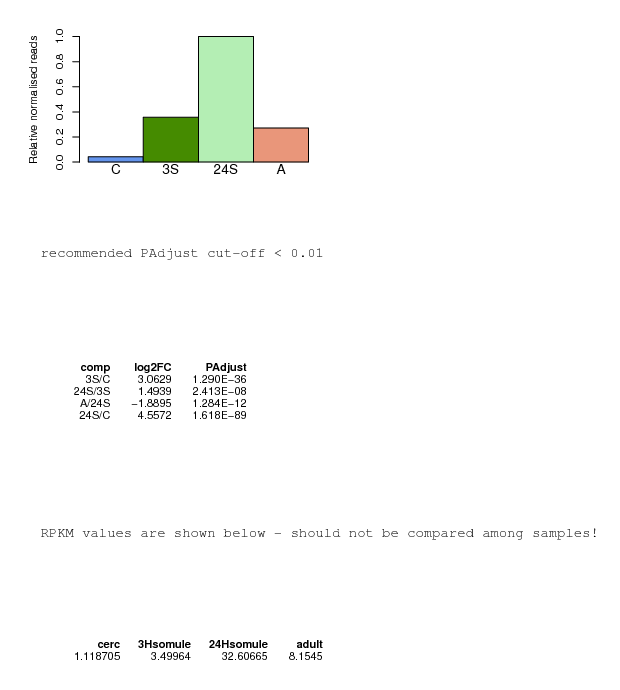 Relative normalised reads
1.0
0.8
0.6
0.4
0.2
0.0
C 3S 24S A
recommended PAdjust cut-off < 0.01
comp log2FC PAdjust
3S/C 3.0629 1.290E−36
24S/3S 1.4939 2.413E−08
A/24S −1.8895 1.284E−12
24S/C 4.5572 1.618E−89
RPKM values are shown below - should not be compared among samples!
cerc 3Hsomule 24Hsomule adult
1.118705 3.49964 32.60665 8.1545